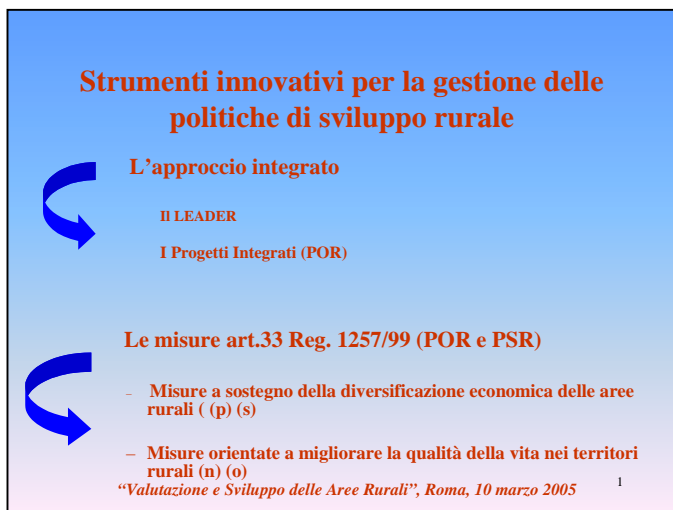 Strumenti innovativi per la gestione delle
politiche di sviluppo rurale
L'approccio integrato
Il LEADER
I Progetti Integrati (POR)
Le misure art.33 Reg. 1257/99 (POR e PSR)
– Misure a sostegno della diversificazione economica delle aree
rurali ( (p) (s)
– Misure orientate a migliorare la qualità della vita nei territori
rurali (n) (o)
“Valutazione e Sviluppo delle Aree Rurali”, Roma, 10 marzo 2005
1